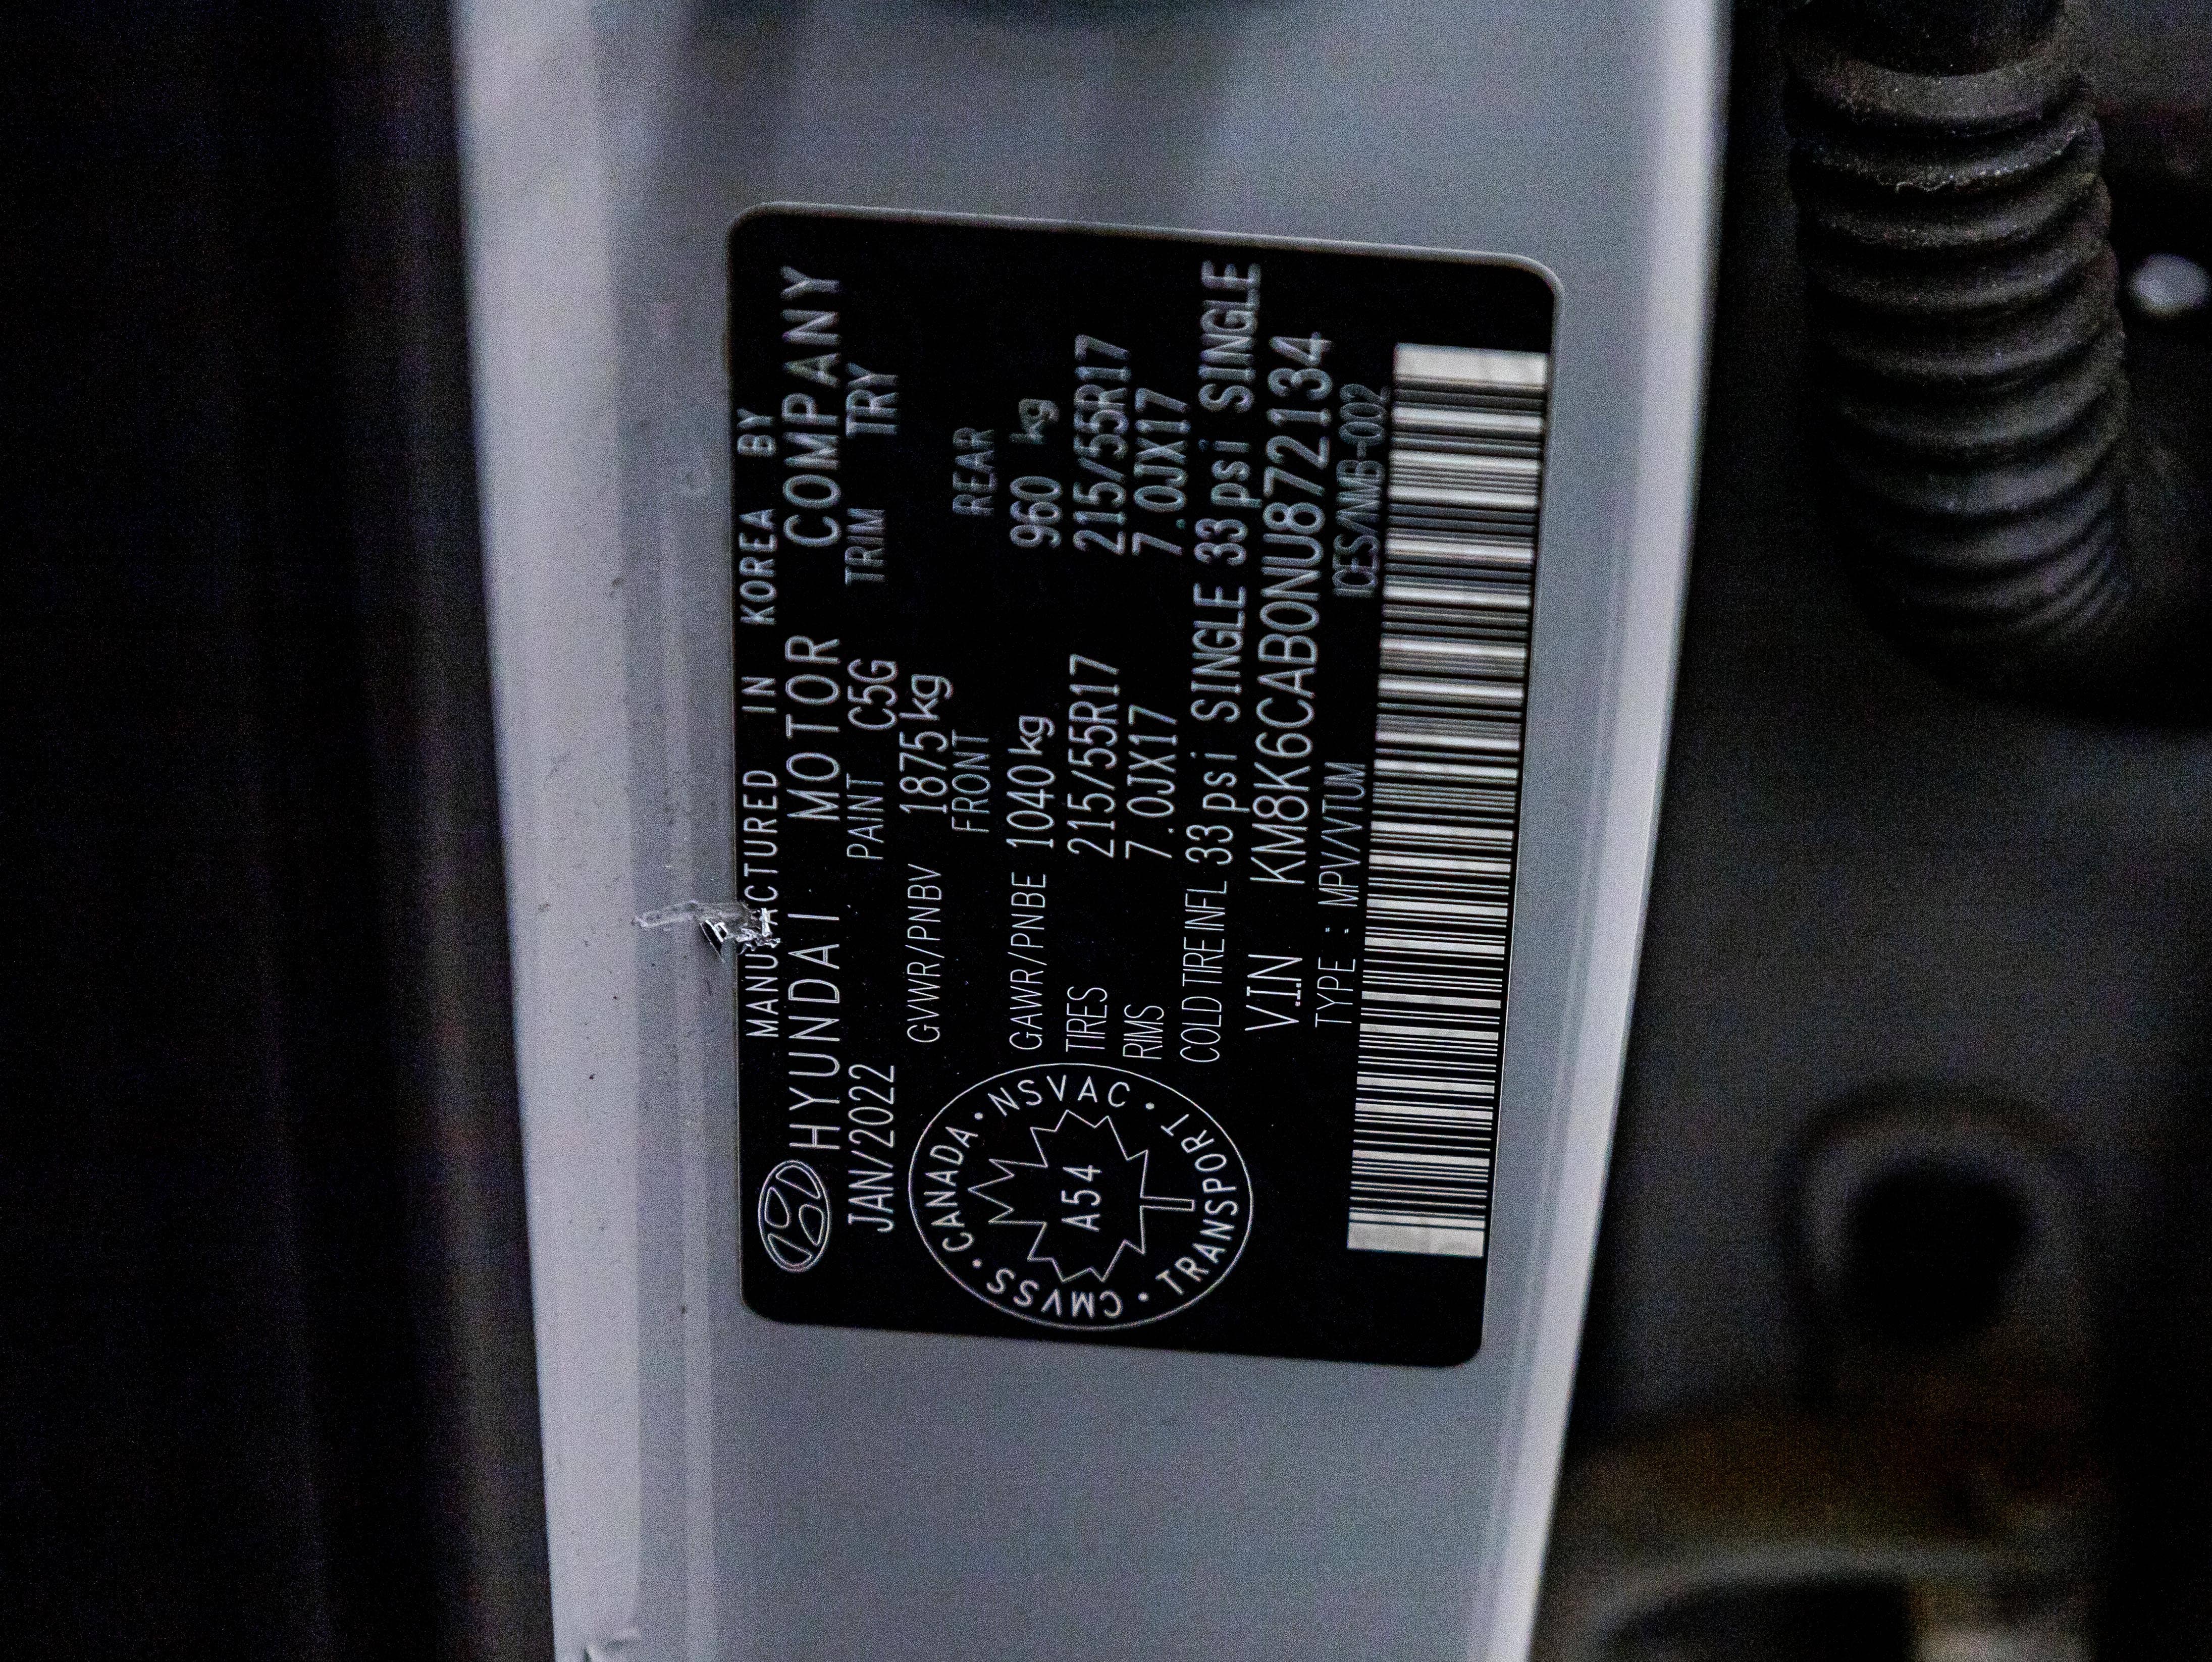 MANUFACTURED IN KOREA BY
HYUNDAI MOTOR COMPANY
JAN/2022 PAINT C5G TRIM TRY
GVWR/PNBV 1875kg
FRONT REAR
GAWR/PNBE 1040kg 960 kg
TIRES 215/55R17 215/55R17
RIMS 7.0JX17 7.0JX17
COLD TIRE INFL 33 psi SINGLE 33 psi SINGLE
V.I.N KM8K6CAB0NU872134
TYPE : MPV/VTUM ICES/NMB-002
CANADA • NSVAC • TRANSPORT • CMVSS •
A54